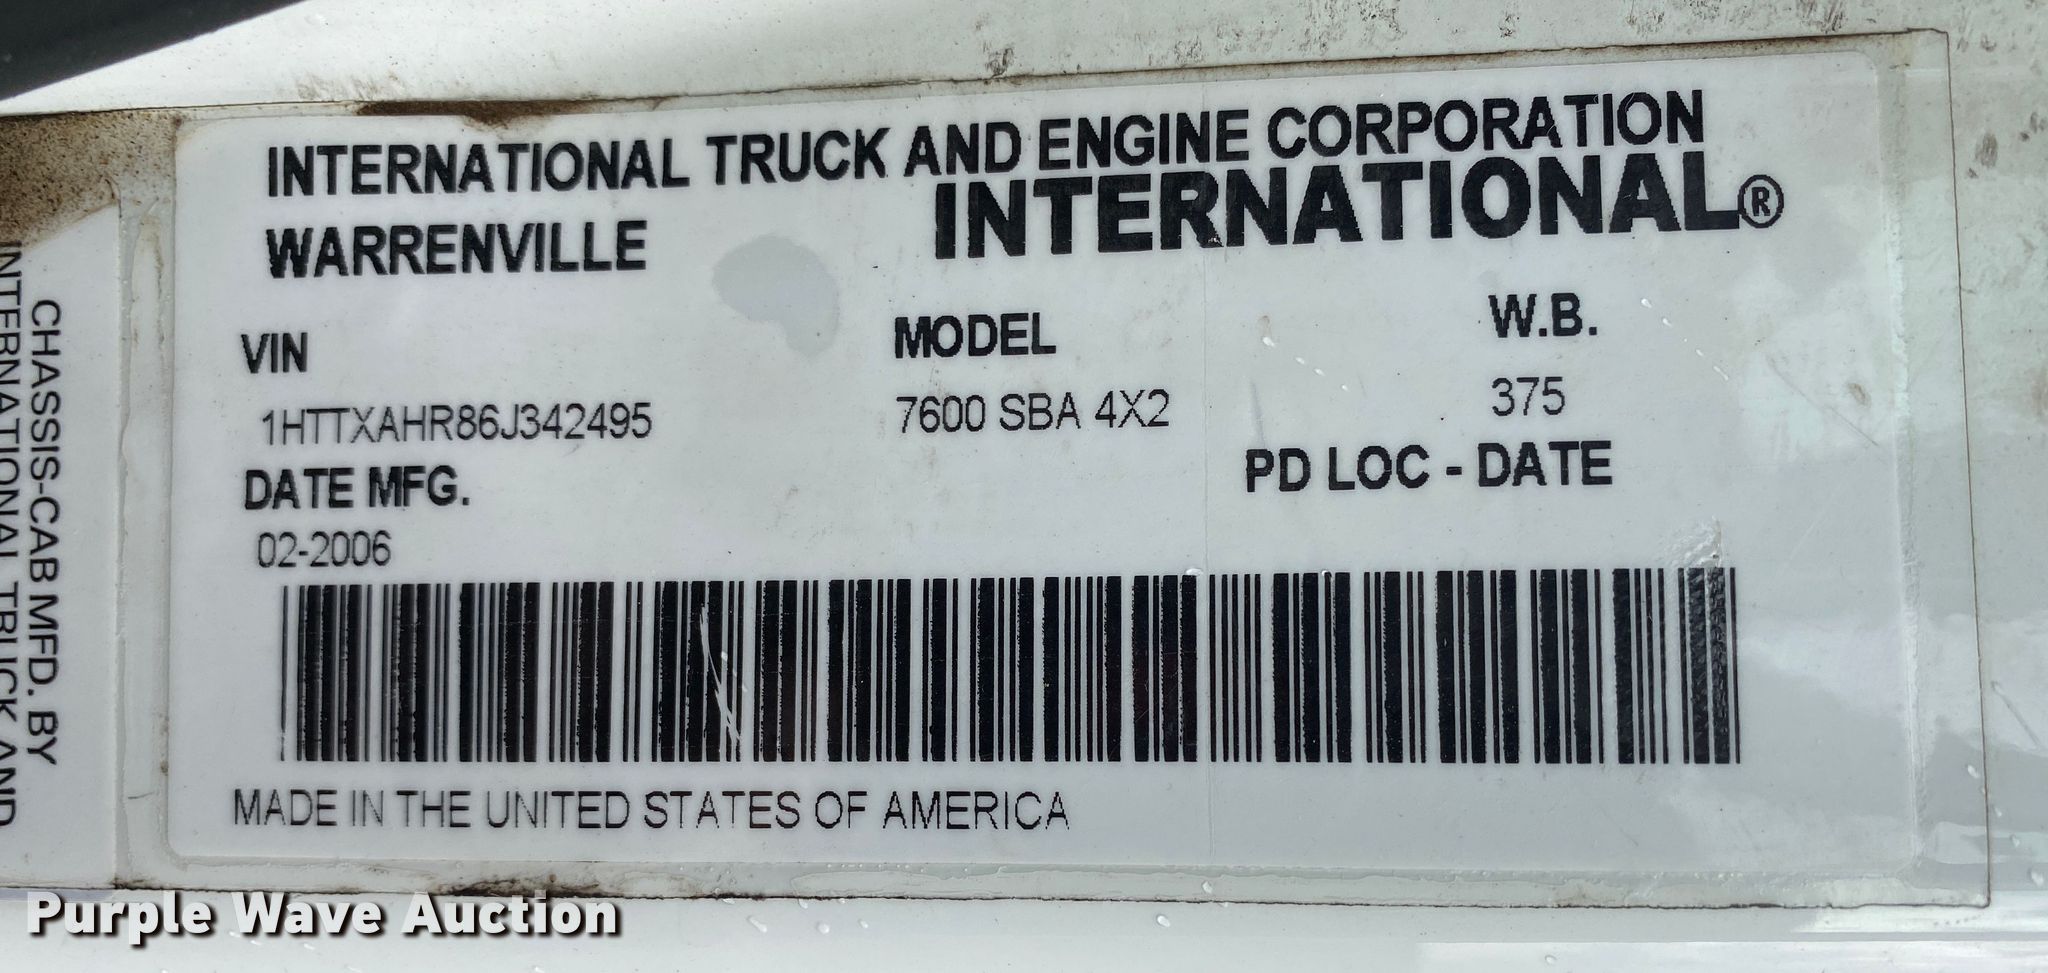 INTERNATIONAL TRUCK AND ENGINE CORPORATION
INTERNATIONAL®
WARRENVILLE
VIN MODEL W.B.
1HTTXAHR86J342495 7600 SBA 4X2 375
DATE MFG. PD LOC - DATE
02-2006
MADE IN THE UNITED STATES OF AMERICA
CHASSIS-CAB MFD. BY
INTERNATIONAL TRUCK AND
Purple Wave Auction